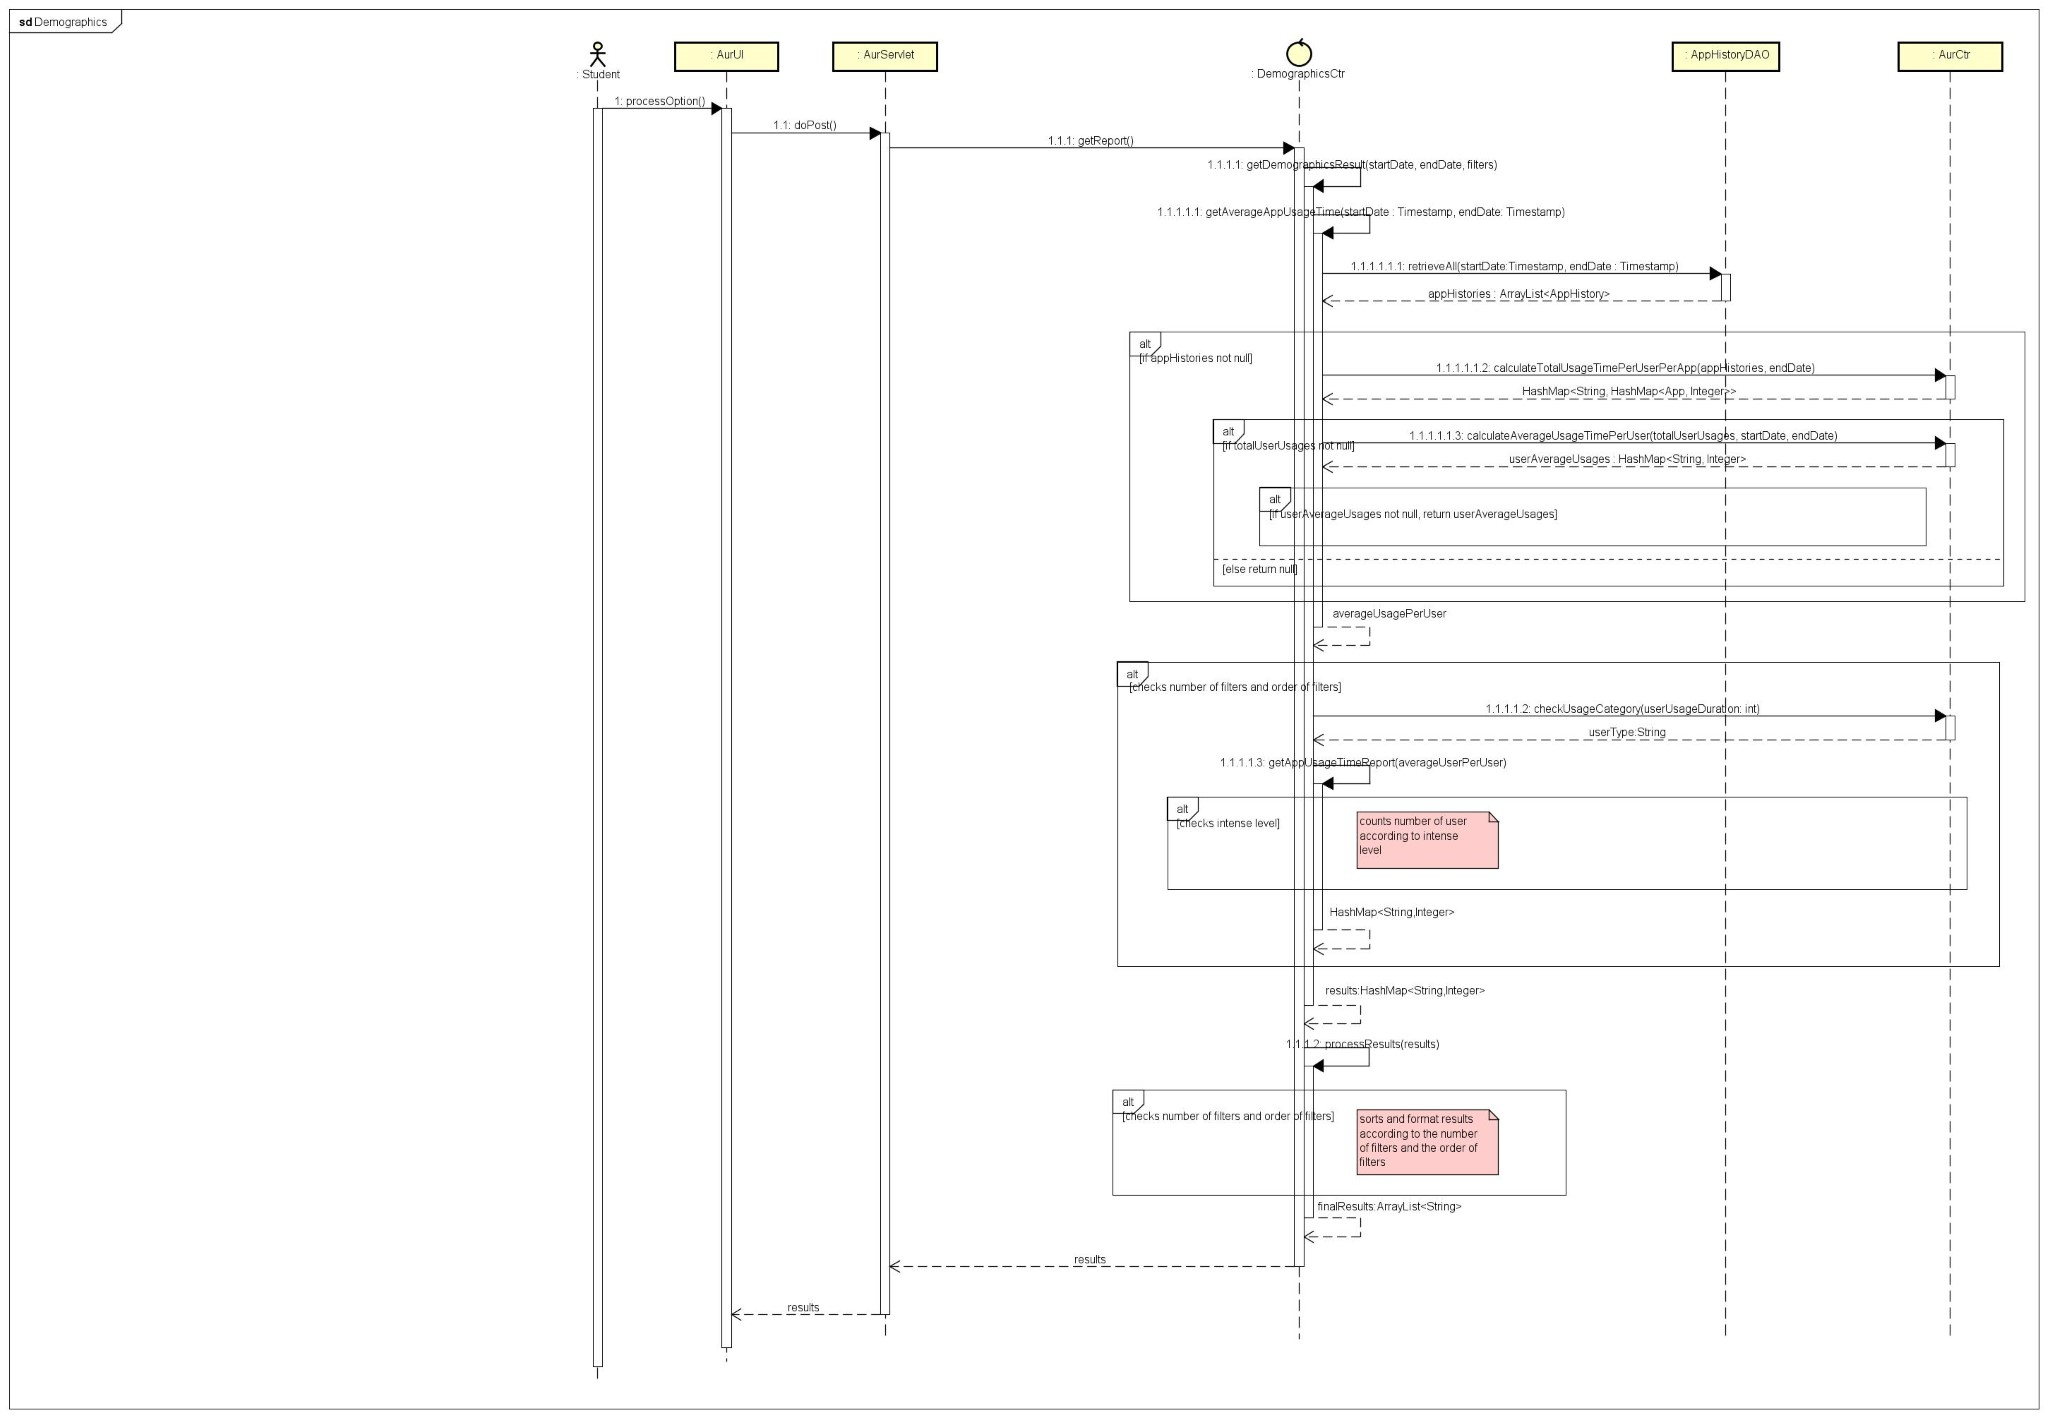 sd Demographics
: Student
: AurUI
: AurServlet
: DemographicsCtr
: AppHistoryDAO
: AurCtr
1: processOption()
1.1: doPost()
1.1.1: getReport()
1.1.1.1: getDemographicsResult(startDate, endDate, filters)
1.1.1.1.1: getAverageAppUsageTime(startDate : Timestamp, endDate: Timestamp)
1.1.1.1.1.1: retrieveAll(startDate:Timestamp, endDate : Timestamp)
appHistories : ArrayList<AppHistory>
alt
[if appHistories not null]
1.1.1.1.1.2: calculateTotalUsageTimePerUserPerApp(appHistories, endDate)
HashMap<String, HashMap<App, Integer>>
alt
[if totalUserUsages not null]
1.1.1.1.1.3: calculateAverageUsageTimePerUser(totalUserUsages, startDate, endDate)
userAverageUsages : HashMap<String, Integer>
alt
[if userAverageUsages not null, return userAverageUsages]
[else return null]
averageUsagePerUser
alt
[checks number of filters and order of filters]
1.1.1.1.2: checkUsageCategory(userUsageDuration: int)
userType:String
1.1.1.1.3: getAppUsageTimeReport(averageUserPerUser)
alt
[checks intense level]
counts number of user
according to intense
level
HashMap<String,Integer>
results:HashMap<String,Integer>
1.1.1.2: processResults(results)
alt
[checks number of filters and order of filters]
sorts and format results
according to the number
of filters and the order of
filters
finalResults:ArrayList<String>
results
results